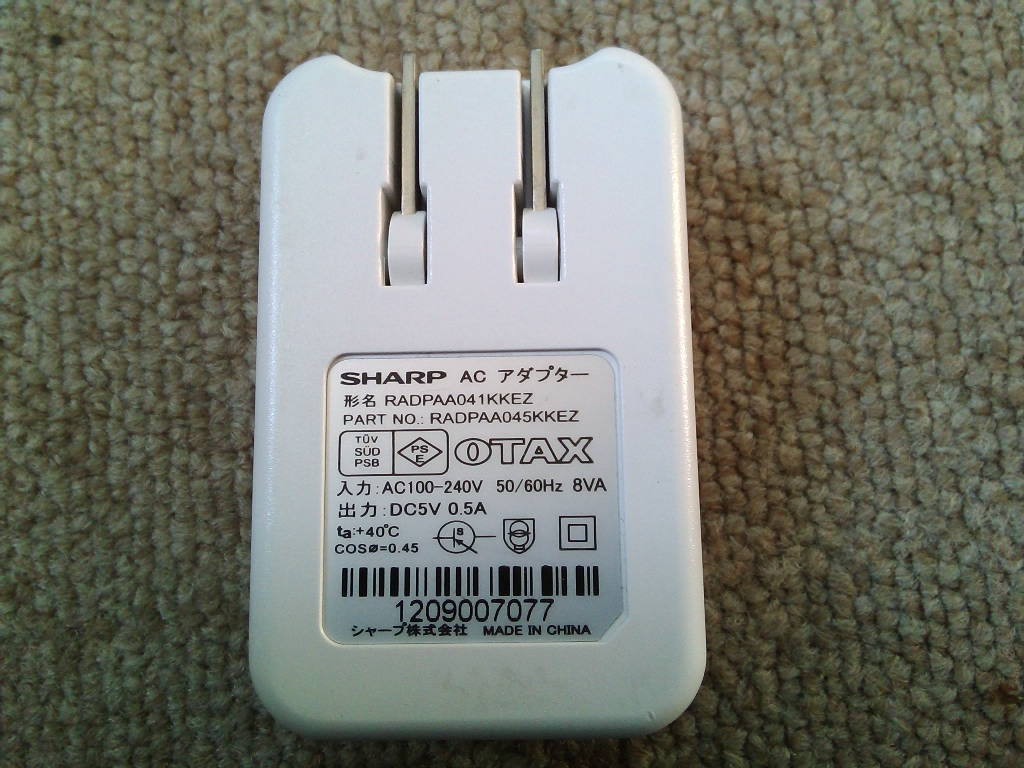 SHARP AC アダプター
形名 RADPAA041KKEZ
PART NO.: RADPAA045KKEZ
TÜV
SÜD
PSB
PS
E
OTAX
入力:AC100-240V 50/60Hz 8VA
出力:DC5V 0.5A
ta:+40℃
COSø=0.45
B
1209007077
シャープ株式会社 MADE IN CHINA